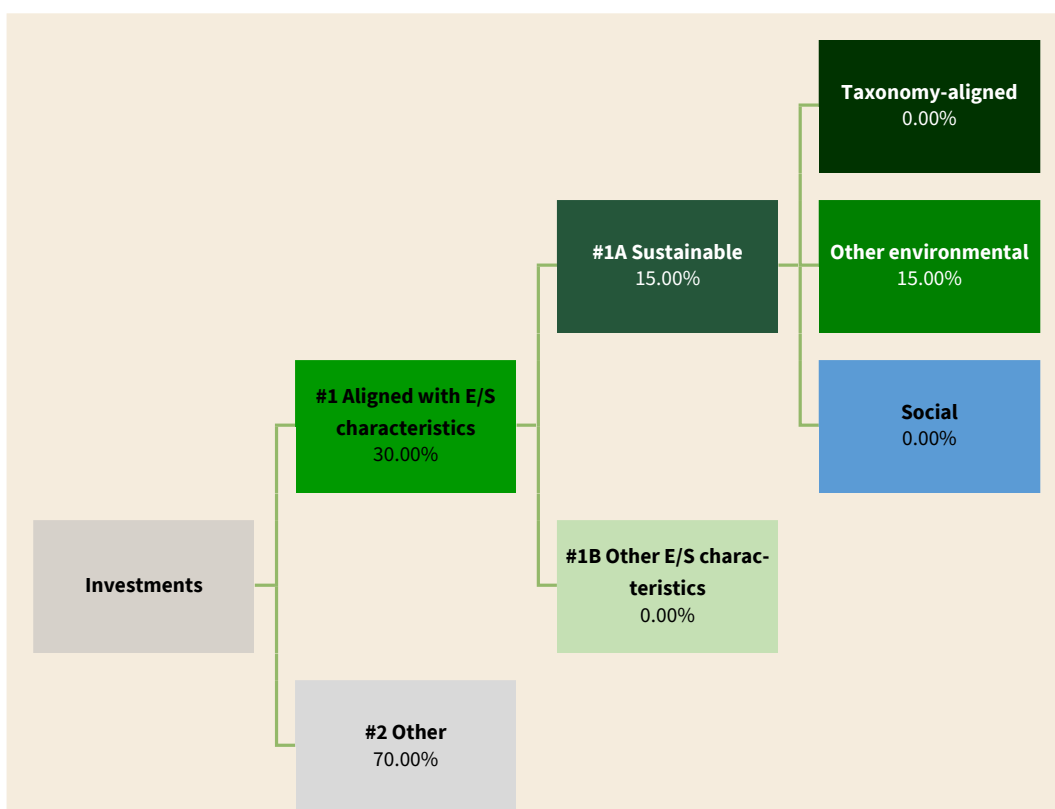 Taxonomy-aligned
0.00%
#1A Sustainable
15.00%
Other environmental
15.00%
#1 Aligned with E/S
characteristics
30.00%
Social
0.00%
Investments
#1B Other E/S charac-
teristics
0.00%
#2 Other
70.00%